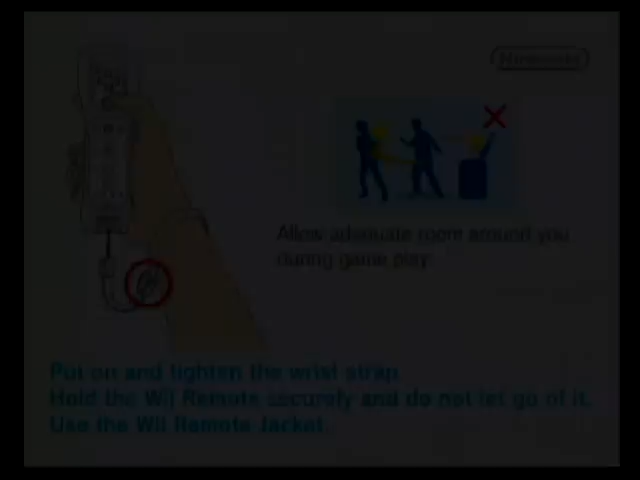 Nintendo
Allow adequate room around you
during game play.
Put on and tighten the wrist strap
Hold the Wii Remote securely and do not let go of it.
Use the Wii Remote Jacket.